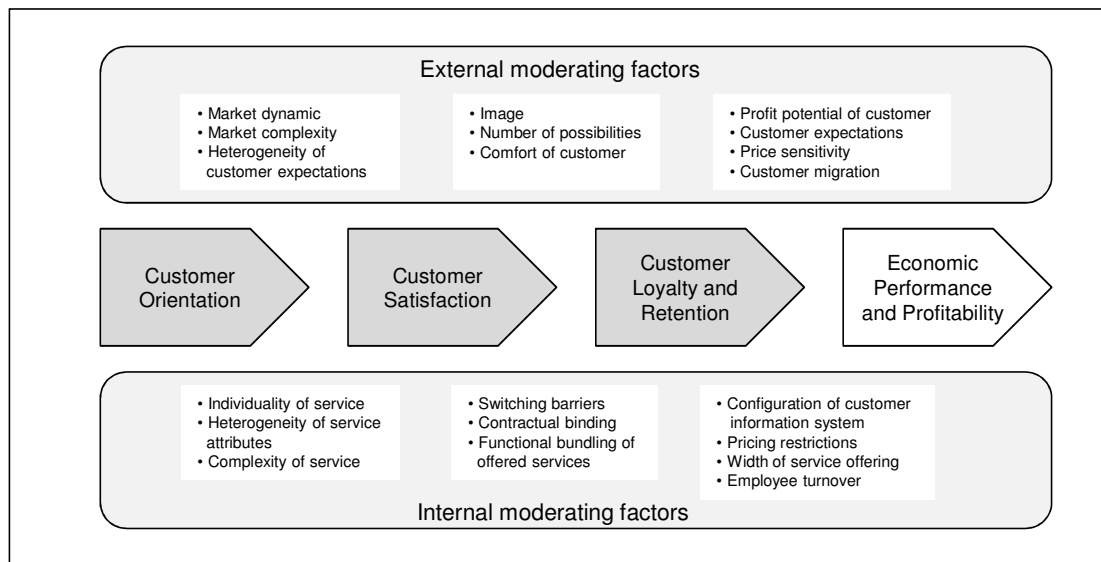 External moderating factors
• Market dynamic
• Market complexity
• Heterogeneity of
customer expectations
• Image
• Number of possibilities
• Comfort of customer
• Profit potential of customer
• Customer expectations
• Price sensitivity
• Customer migration
Customer
Orientation
Customer
Satisfaction
Customer
Loyalty and
Retention
Economic
Performance
and Profitability
• Individuality of service
• Heterogeneity of service
attributes
• Complexity of service
• Switching barriers
• Contractual binding
• Functional bundling of
offered services
• Configuration of customer
information system
• Pricing restrictions
• Width of service offering
• Employee turnover
Internal moderating factors